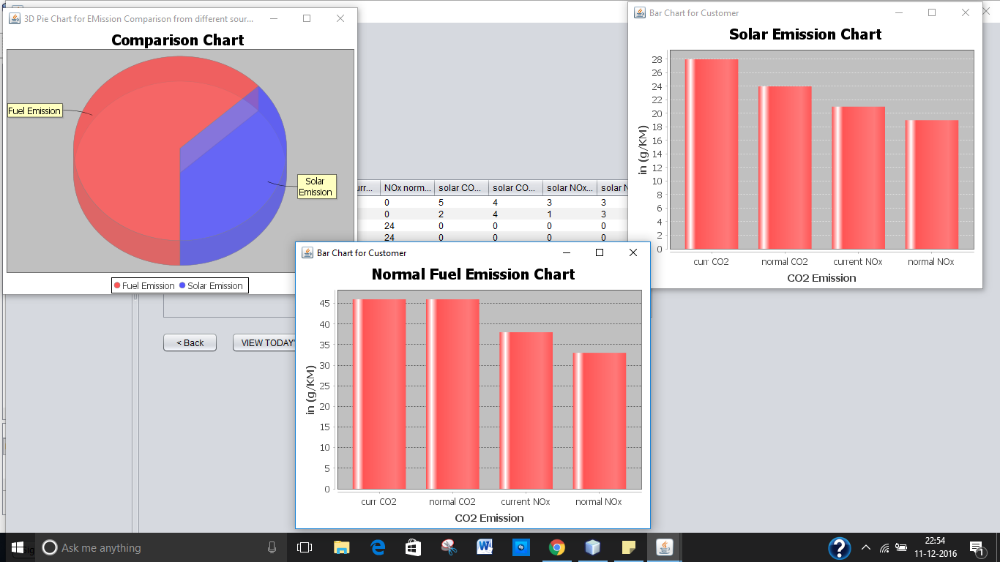 3D Pie Chart for EMission Comparison from different sour...
Comparison Chart
Fuel Emission
Solar
Emission
Fuel Emission Solar Emission
Bar Chart for Customer
Solar Emission Chart
28
26
24
22
20
18
16
14
12
10
8
6
4
2
0
in (g/KM)
curr CO2 normal CO2 current NOx normal NOx
CO2 Emission
NOx norm... solar CO... solar CO... solar NOx... solar N
0 5 4 3 3
0 2 4 1 3
24 0 0 0 0
24 0 0 0 0
< Back VIEW TODAY'
Bar Chart for Customer
Normal Fuel Emission Chart
45
40
35
30
25
20
15
10
5
0
in (g/KM)
curr CO2 normal CO2 current NOx normal NOx
CO2 Emission
Ask me anything
22:54
11-12-2016
1